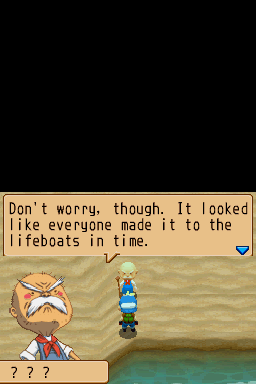 Don't worry, though. It looked
like everyone made it to the
lifeboats in time.
? ? ?